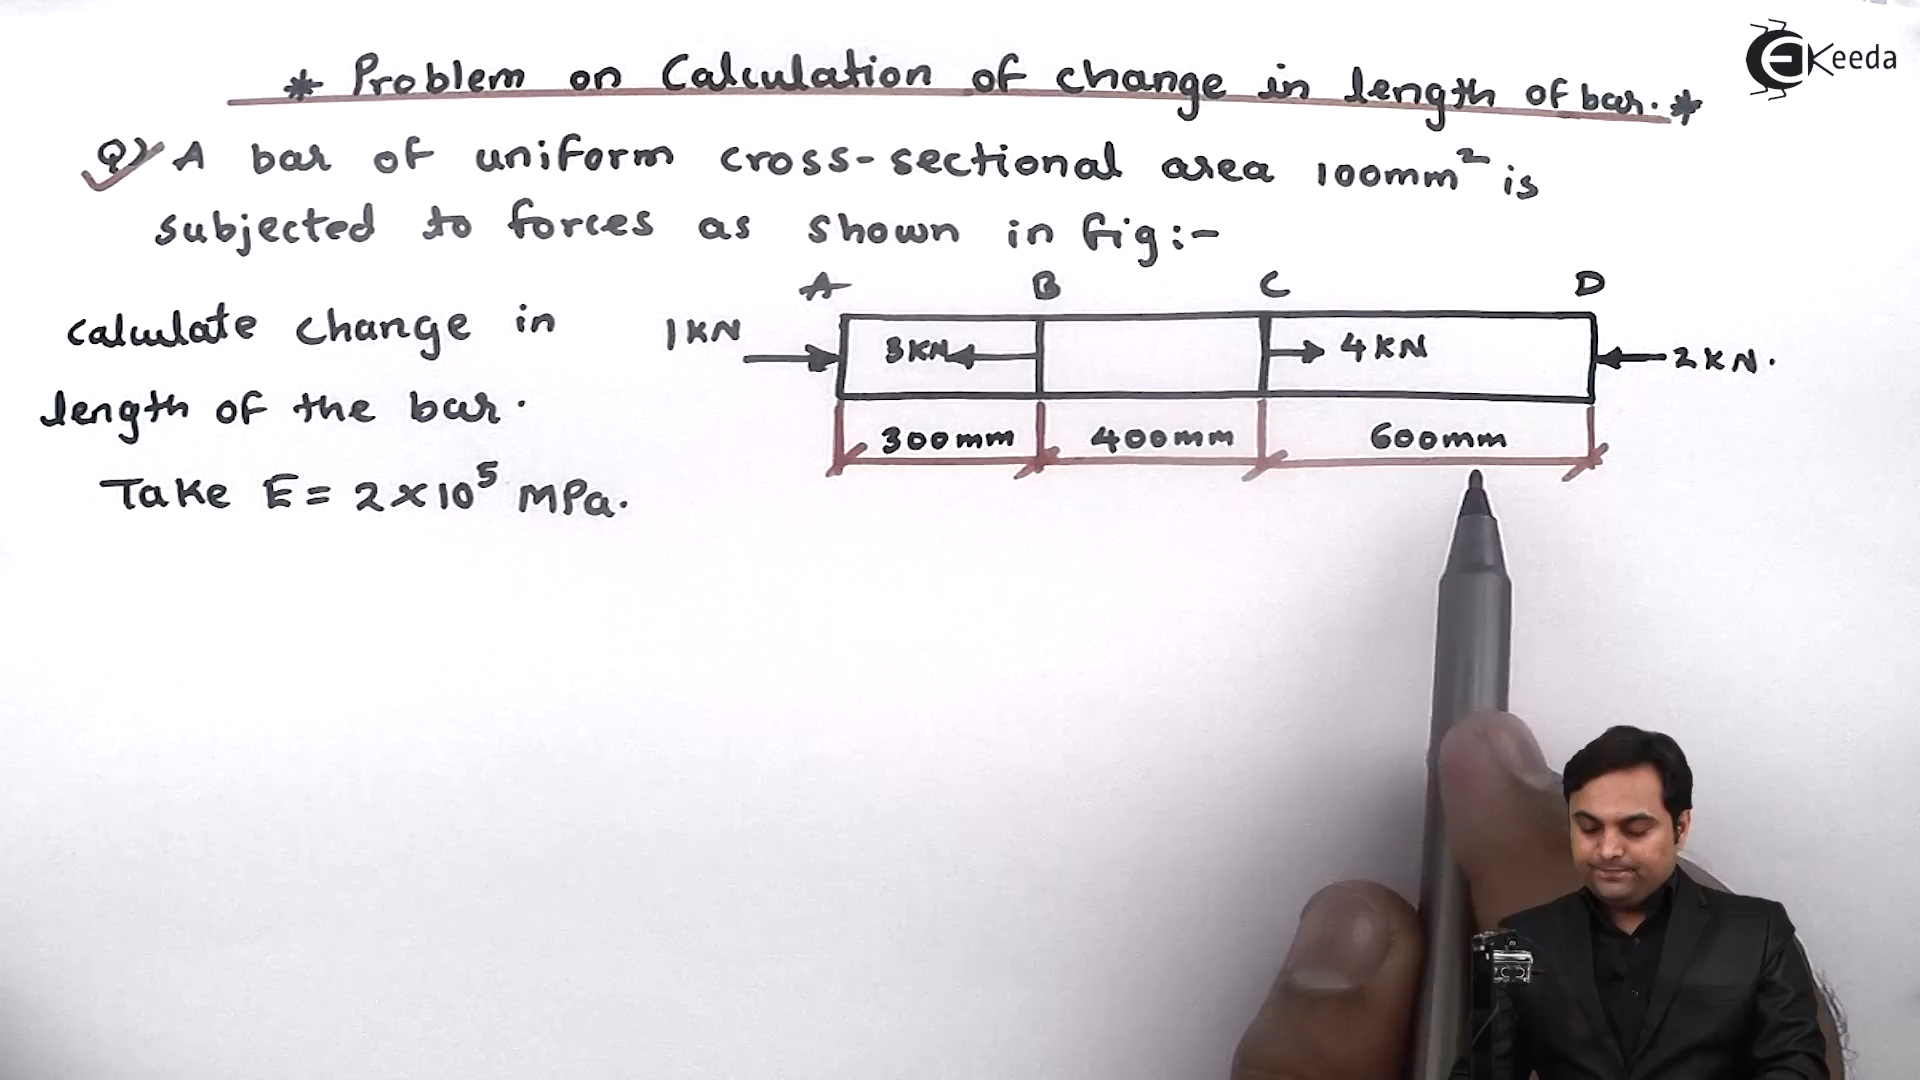 * Problem on Calculation of change in length of bar. *
EKeeda
Q) A bar of uniform cross-sectional area 100mm² is
subjected to forces as shown in fig:-
A B C D
calculate change in
length of the bar.
Take E = 2×10⁵ MPa.
1KN 3KN 4KN 2KN.
300mm 400mm 600mm